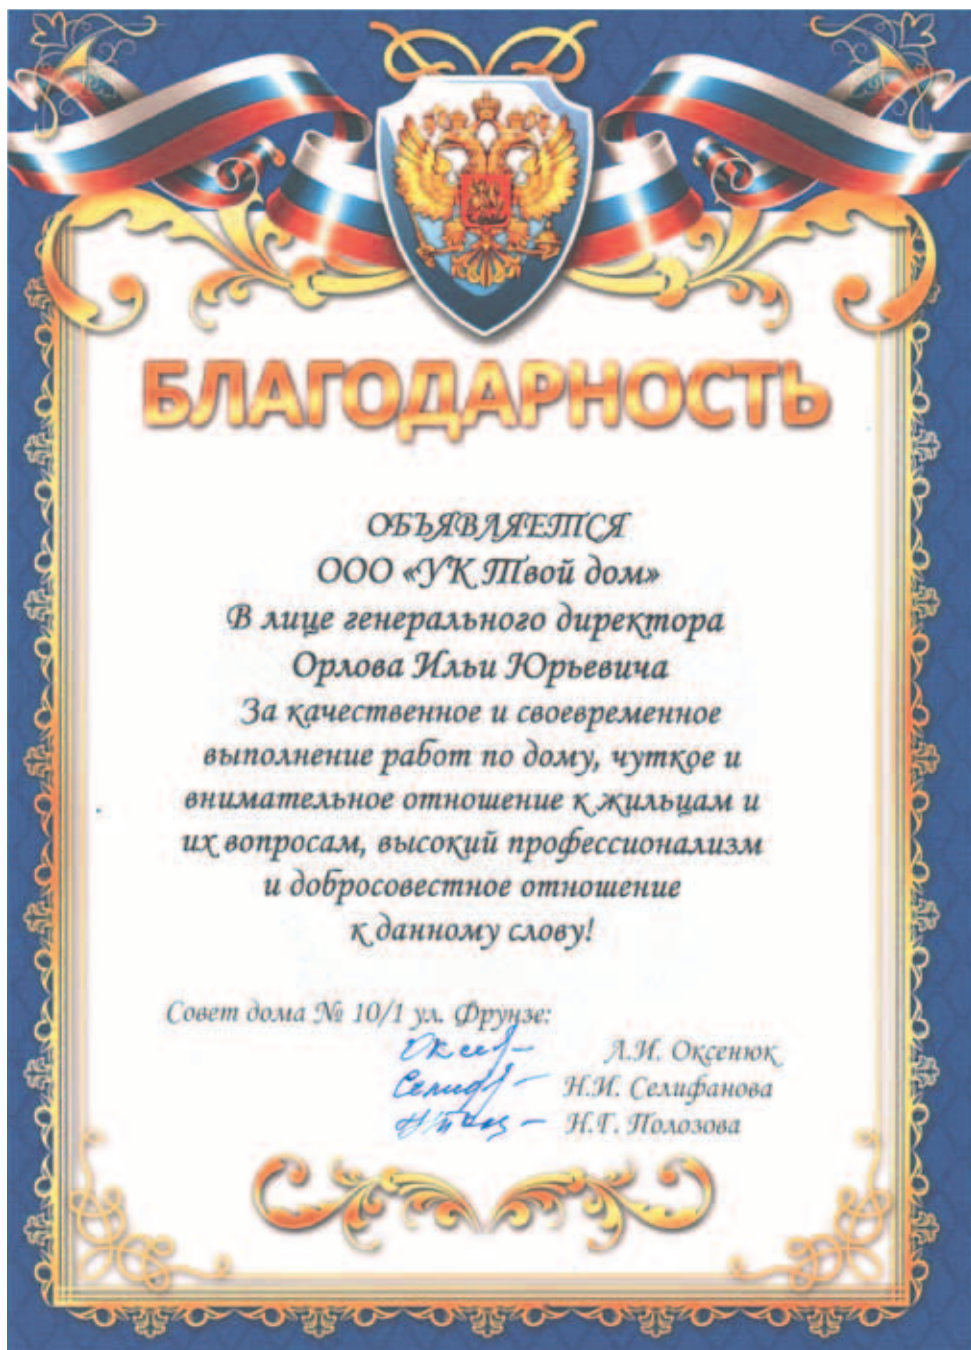 БЛАГОДАРНОСТЬ
ОБЪЯВЛЯЕТСЯ
ООО «УК Твой дом»
В лице генерального директора
Орлова Ильи Юрьевича
За качественное и своевременное
выполнение работ по дому, чуткое и
внимательное отношение к жильцам и
их вопросам, высокий профессионализм
и добросовестное отношение
к данному слову!
Совет дома № 10/1 ул. Фрунзе:
Л.И. Оксенюк
Н.И. Селифанова
Н.Г. Полозова